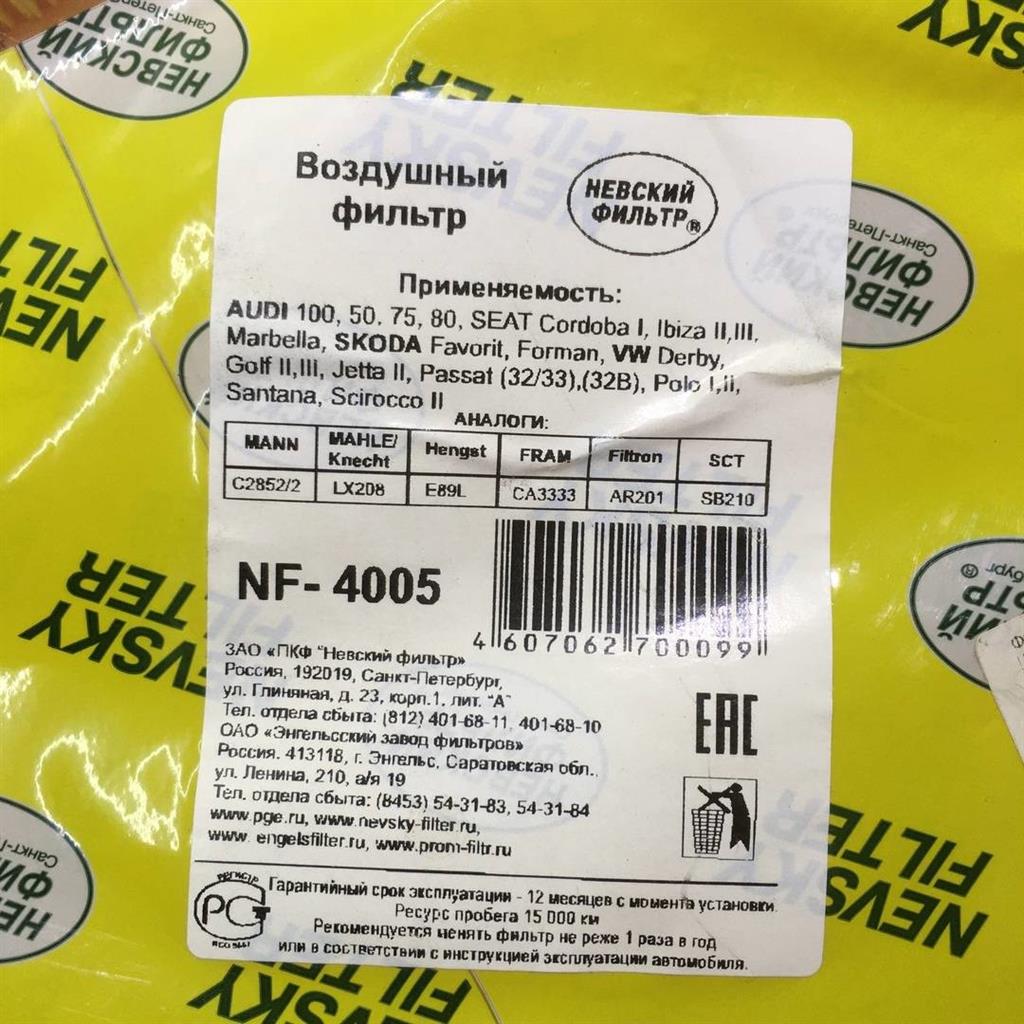 Воздушный
фильтр
НЕВСКИЙ
ФИЛЬТР®
Применяемость:
AUDI 100, 50, 75, 80, SEAT Cordoba I, Ibiza II,III,
Marbella, SKODA Favorit, Forman, VW Derby,
Golf II,III, Jetta II, Passat (32/33),(32B), Polo I,II,
Santana, Scirocco II
АНАЛОГИ:
MANN MAHLE/Knecht Hengst FRAM Filtron SCT
C2852/2 LX208 E89L CA3333 AR201 SB210
NF- 4005
4 607062 700099
ЗАО «ПКФ "Невский фильтр»
Россия, 192019, Санкт-Петербург,
ул. Глиняная, д. 23, корп.1, лит. "А"
Тел. отдела сбыта: (812) 401-68-11, 401-68-10
ОАО «Энгельсский завод фильтров»
Россия. 413118, г. Энгельс, Саратовская обл.,
ул. Ленина, 210, а/я 19
Тел. отдела сбыта: (8453) 54-31-83, 54-31-84
www.pge.ru, www.nevsky-filter.ru,
www. engelsfilter.ru, www.prom-filtr.ru
EAC
РЕГИСТР
Гарантийный срок эксплуатации - 12 месяцев с момента установки.
Ресурс пробега 15 000 км
Рекомендуется менять фильтр не реже 1 раза в год
или в соответствии с инструкцией эксплуатации автомобиля.
НЕВСКИЙ
ФИЛЬТР
Санкт-Петербург
NEVSKY
FILTER